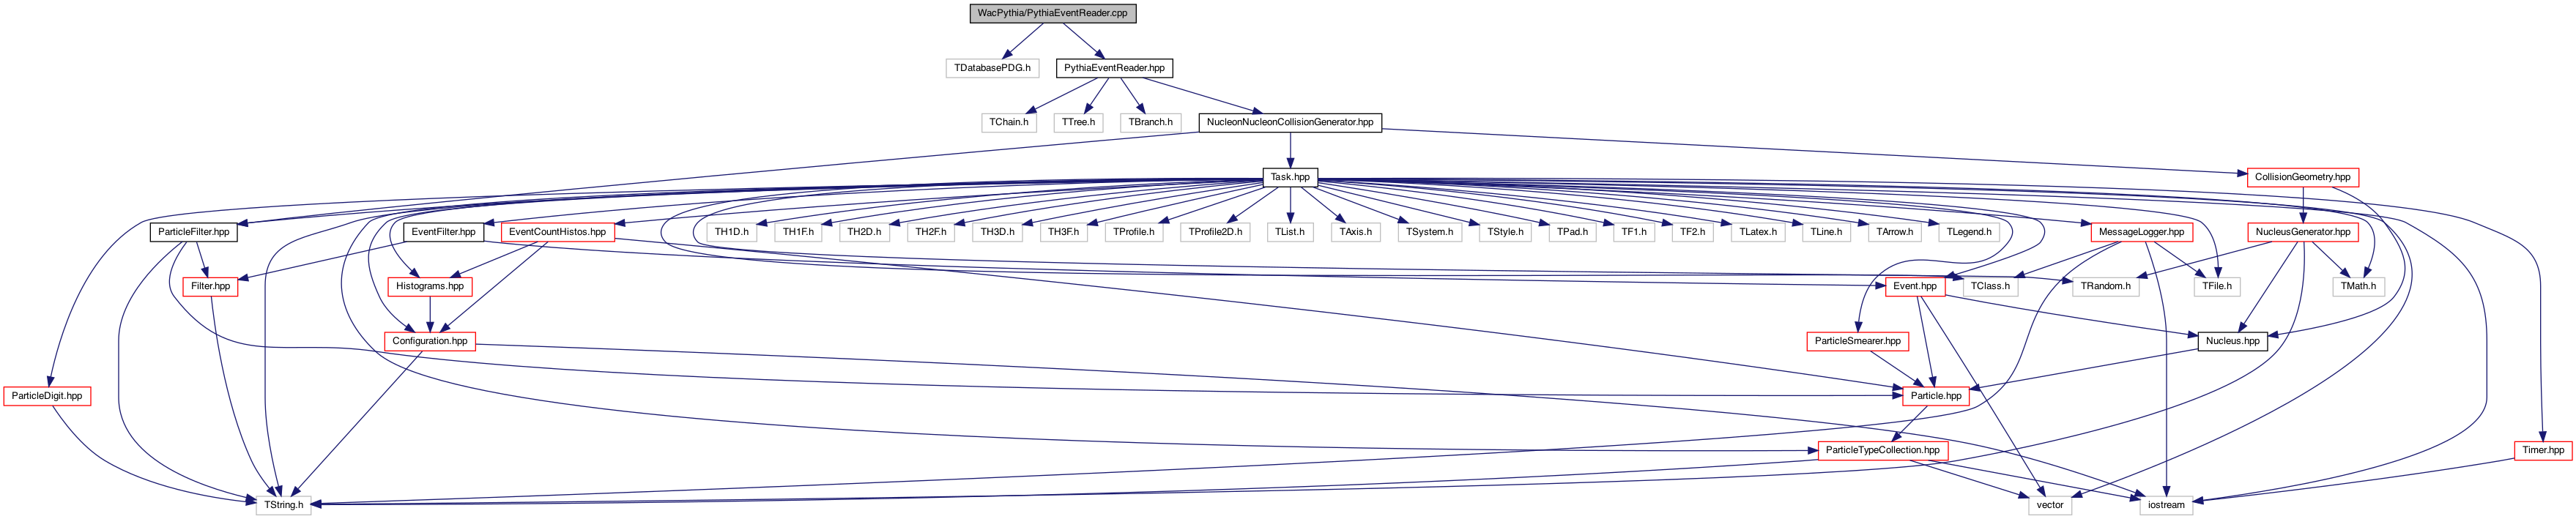 WacPythia/PythiaEventReader.cpp
TDatabasePDG.h
PythiaEventReader.hpp
TChain.h
TTree.h
TBranch.h
NucleonNucleonCollisionGenerator.hpp
Task.hpp
CollisionGeometry.hpp
ParticleFilter.hpp
EventFilter.hpp
EventCountHistos.hpp
TH1D.h
TH1F.h
TH2D.h
TH2F.h
TH3D.h
TH3F.h
TProfile.h
TProfile2D.h
TList.h
TAxis.h
TSystem.h
TStyle.h
TPad.h
TF1.h
TF2.h
TLatex.h
TLine.h
TArrow.h
TLegend.h
MessageLogger.hpp
NucleusGenerator.hpp
Filter.hpp
Histograms.hpp
Event.hpp
TClass.h
TRandom.h
TFile.h
TMath.h
Configuration.hpp
ParticleSmearer.hpp
Nucleus.hpp
ParticleDigit.hpp
Particle.hpp
ParticleTypeCollection.hpp
Timer.hpp
TString.h
vector
iostream